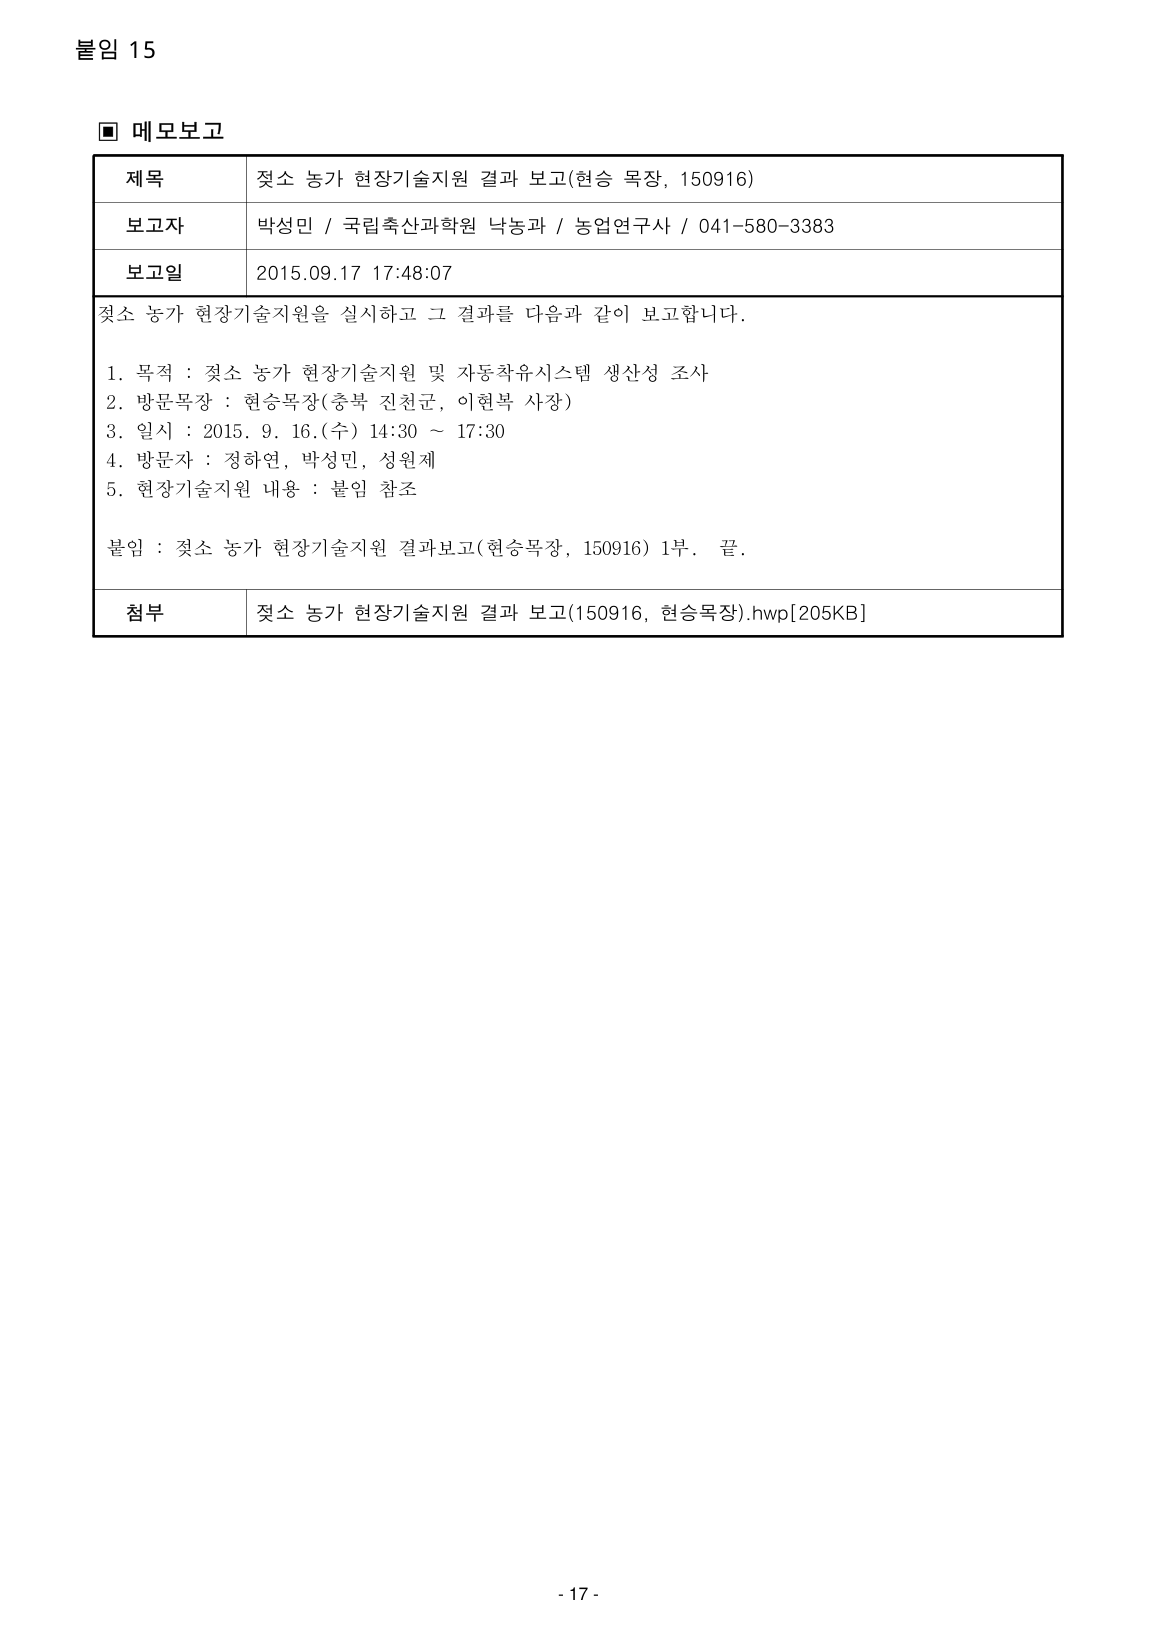 붙임 15
▣ 메모보고
제목 젖소 농가 현장기술지원 결과 보고(현승 목장, 150916)
보고자 박성민 / 국립축산과학원 낙농과 / 농업연구사 / 041-580-3383
보고일 2015.09.17 17:48:07
젖소 농가 현장기술지원을 실시하고 그 결과를 다음과 같이 보고합니다.
1. 목적 : 젖소 농가 현장기술지원 및 자동착유시스템 생산성 조사
2. 방문목장 : 현승목장(충북 진천군, 이현복 사장)
3. 일시 : 2015. 9. 16.(수) 14:30 ~ 17:30
4. 방문자 : 정하연, 박성민, 성원제
5. 현장기술지원 내용 : 붙임 참조
붙임 : 젖소 농가 현장기술지원 결과보고(현승목장, 150916) 1부. 끝.
첨부 젖소 농가 현장기술지원 결과 보고(150916, 현승목장).hwp[205KB]
- 17 -